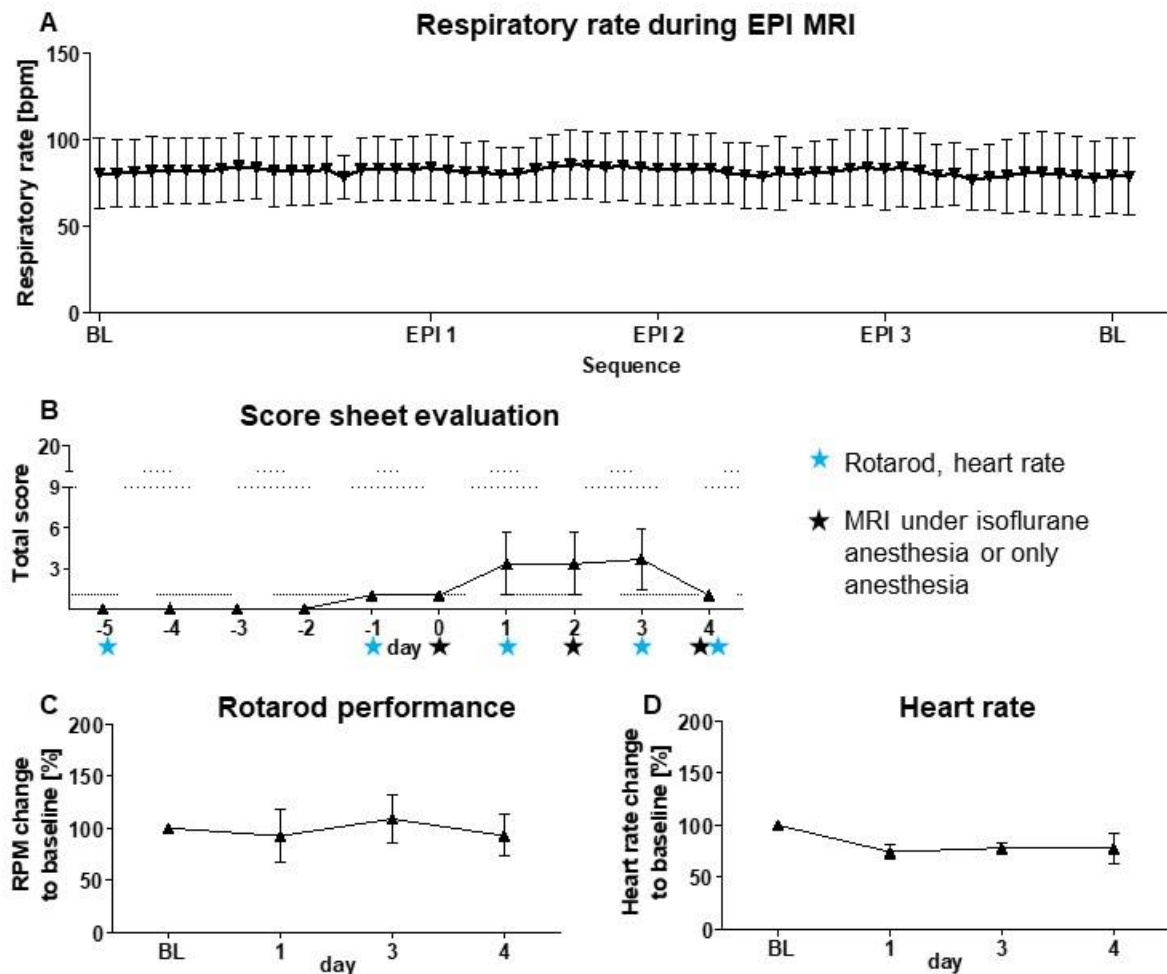 A
Respiratory rate during EPI MRI
Respiratory rate [bpm]
150
100
50
0
BL
EPI 1
EPI 2
EPI 3
BL
Sequence
B
Score sheet evaluation
Total score
20
9
6
3
-5
-4
-3
-2
-1
0
1
2
3
4
day
Rotarod, heart rate
MRI under isoflurane
anesthesia or only
anesthesia
C
Rotarod performance
RPM change
to baseline [%]
200
150
100
50
0
BL
1
3
4
day
D
Heart rate
Heart rate change
to baseline [%]
200
150
100
50
0
BL
1
3
4
day